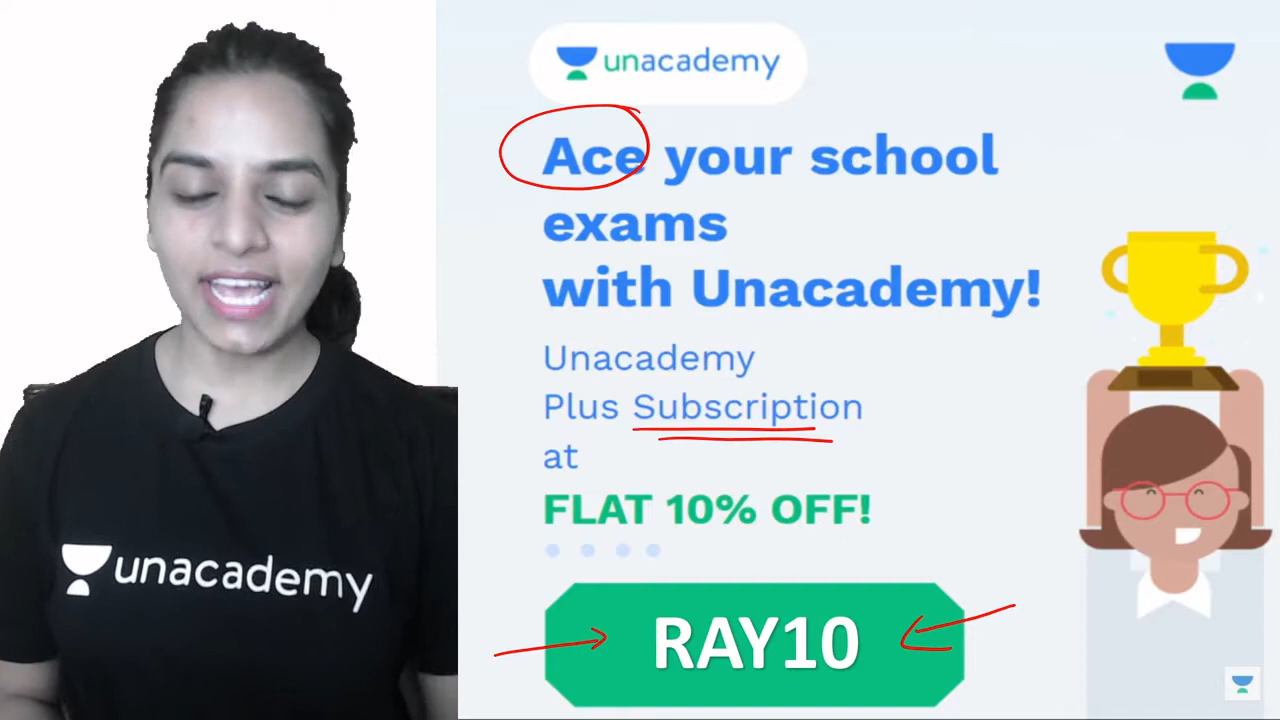 unacademy
Ace your school
exams
with Unacademy!
Unacademy
Plus Subscription
at
FLAT 10% OFF!
RAY10
unacademy